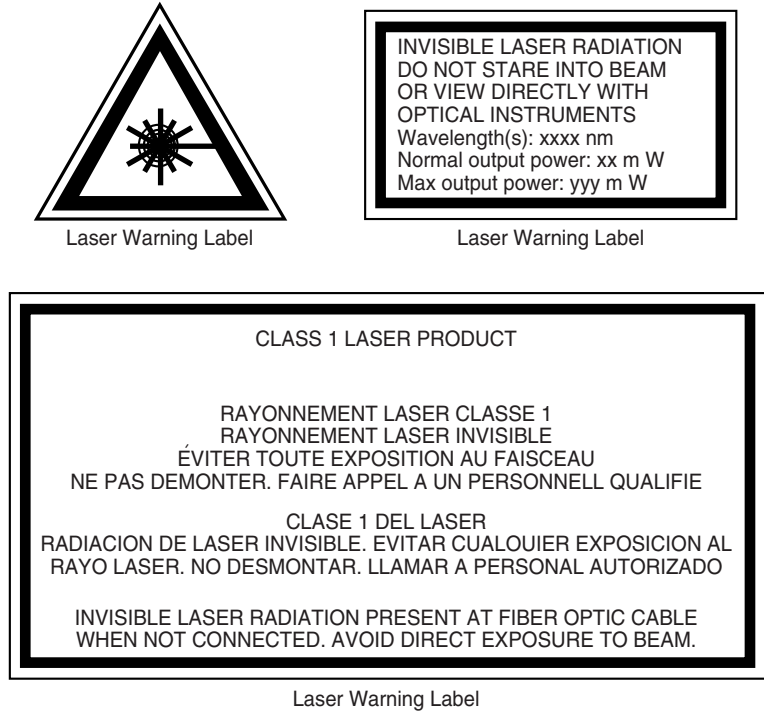 Laser Warning Label
INVISIBLE LASER RADIATION
DO NOT STARE INTO BEAM
OR VIEW DIRECTLY WITH
OPTICAL INSTRUMENTS
Wavelength(s): xxxx nm
Normal output power: xx m W
Max output power: yyy m W
Laser Warning Label
CLASS 1 LASER PRODUCT
RAYONNEMENT LASER CLASSE 1
RAYONNEMENT LASER INVISIBLE
ÉVITER TOUTE EXPOSITION AU FAISCEAU
NE PAS DEMONTER. FAIRE APPEL A UN PERSONNELL QUALIFIE
CLASE 1 DEL LASER
RADIACION DE LASER INVISIBLE. EVITAR CUALOUIER EXPOSICION AL
RAYO LASER. NO DESMONTAR. LLAMAR A PERSONAL AUTORIZADO
INVISIBLE LASER RADIATION PRESENT AT FIBER OPTIC CABLE
WHEN NOT CONNECTED. AVOID DIRECT EXPOSURE TO BEAM.
Laser Warning Label